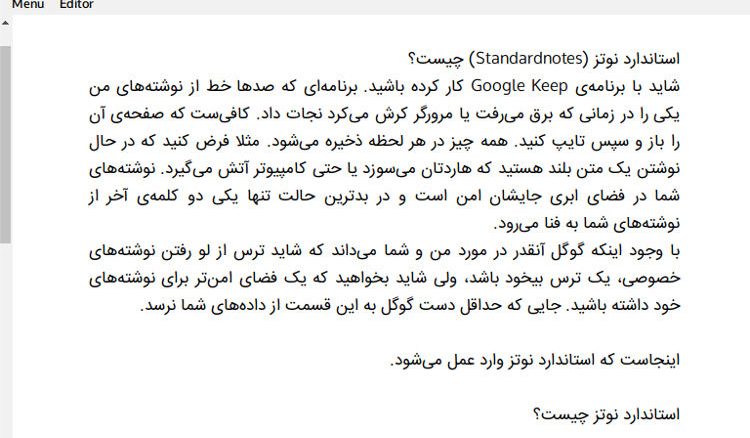 Menu Editor
استاندارد نوتز (Standardnotes) چیست؟
شاید با برنامه‌ی Google Keep کار کرده باشید. برنامه‌ای که صدها خط از نوشته‌های من
یکی را در زمانی که برق می‌رفت یا مرورگر کرش می‌کرد نجات داد. کافی‌ست که صفحه‌ی آن
را باز و سپس تایپ کنید. همه چیز در هر لحظه ذخیره می‌شود. مثلا فرض کنید که در حال
نوشتن یک متن بلند هستید که هاردتان می‌سوزد یا حتی کامپیوتر آتش می‌گیرد. نوشته‌های
شما در فضای ابری جایشان امن است و در بدترین حالت تنها یکی دو کلمه‌ی آخر از
نوشته‌های شما به فنا می‌رود.
با وجود اینکه گوگل آنقدر در مورد من و شما می‌داند که شاید ترس از لو رفتن نوشته‌های
خصوصی، یک ترس بیخود باشد، ولی شاید بخواهید که یک فضای امن‌تر برای نوشته‌های
خود داشته باشید. جایی که حداقل دست گوگل به این قسمت از داده‌های شما نرسد.
اینجاست که استاندارد نوتز وارد عمل می‌شود.
استاندارد نوتز چیست؟